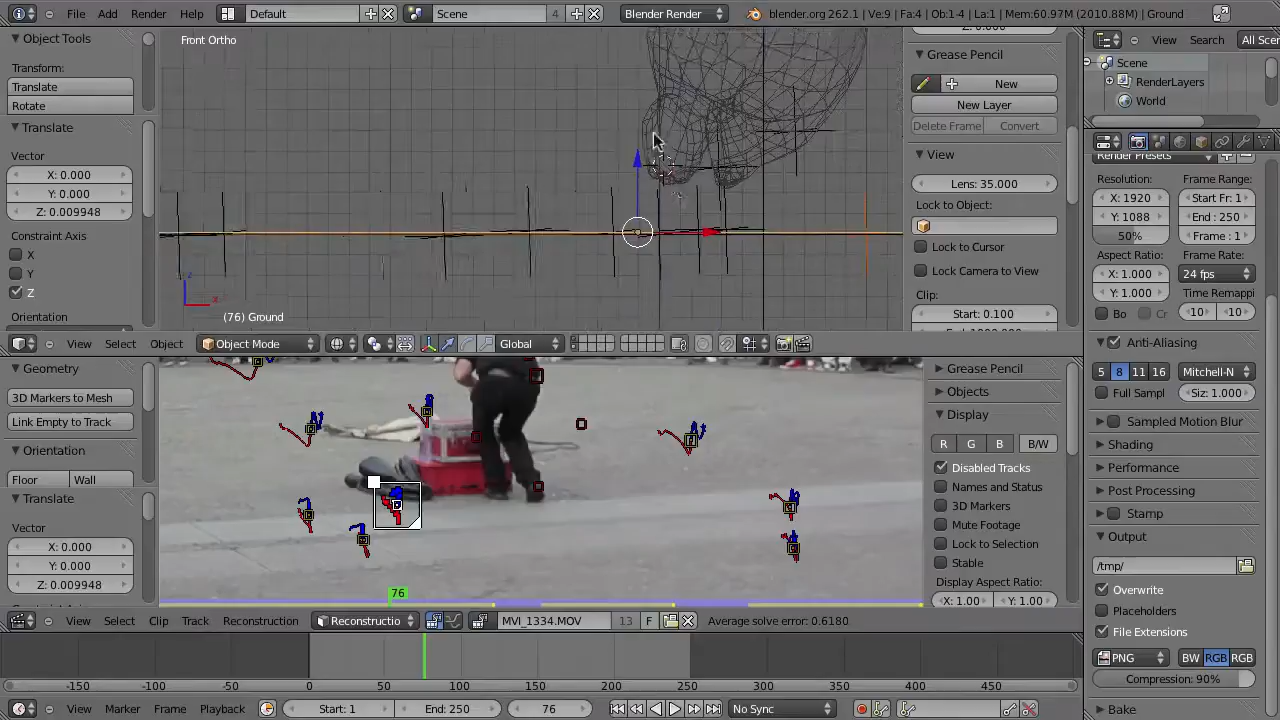 File Add Render Help Default Scene 4 Blender Render blender.org 262.1 | Ve:9 | Fa:4 | Ob:1-4 | La:1 | Mem:60.97M (2010.88M) | Ground
Object Tools
Transform:
Translate
Rotate
Translate
Vector
X: 0.000
Y: 0.000
Z: 0.009948
Constraint Axis
X
Y
Z
Orientation
Front Ortho
z
x
(76) Ground
Grease Pencil
New
New Layer
Delete Frame Convert
View
Lens: 35.000
Lock to Object:
Lock to Cursor
Lock Camera to View
Clip:
Start: 0.100
View Select Object Object Mode Global
Geometry
3D Markers to Mesh
Link Empty to Track
Orientation
Floor Wall
Translate
Vector
X: 0.000
Y: 0.000
Z: 0.009948
76
Grease Pencil
Objects
Display
R G B B/W
Disabled Tracks
Names and Status
3D Markers
Mute Footage
Lock to Selection
Stable
Display Aspect Ratio:
X: 1.00 Y: 1.00
View Select Clip Track Reconstruction Reconstructio MVI_1334.MOV 13 F Average solve error: 0.6180
-150 -100 -50 0 50 100 150 200 250 300 350 400 450
View Marker Frame Playback Start: 1 End: 250 76 No Sync
View Search All Scen
Scene
RenderLayers
World
Render Presets
Resolution: Frame Range:
X: 1920 Start Fr: 1
Y: 1088 End : 250
50% Frame : 1
Aspect Ratio: Frame Rate:
X: 1.000 24 fps
Y: 1.000 Time Remappi
Bo Cr 10 10
Anti-Aliasing
5 8 11 16 Mitchell-N
Full Sampl Siz: 1.000
Sampled Motion Blur
Shading
Performance
Post Processing
Stamp
Output
/tmp/
Overwrite
Placeholders
File Extensions
PNG BW RGB RGB
Compression: 90%
Bake